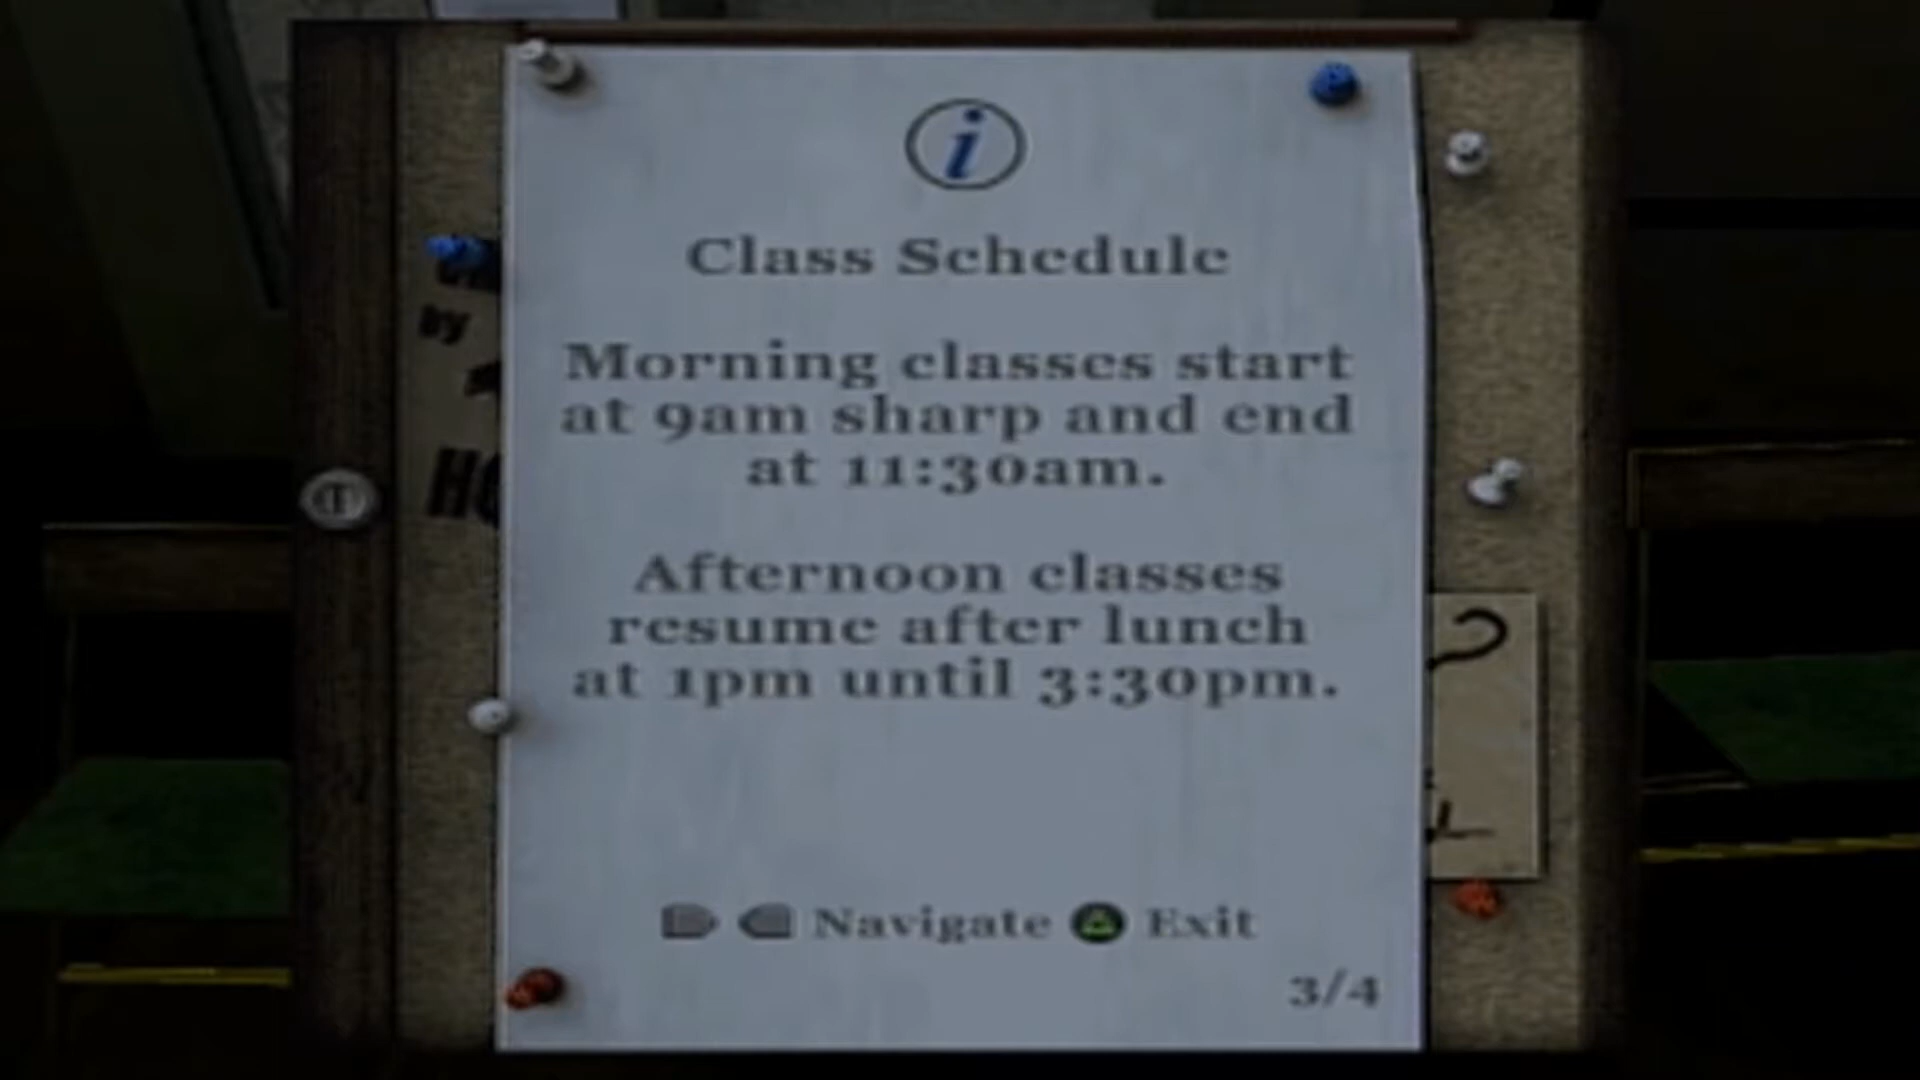 i
Class Schedule
Morning classes start
at 9am sharp and end
at 11:30am.
Afternoon classes
resume after lunch
at 1pm until 3:30pm.
Navigate Exit
3/4
by
?